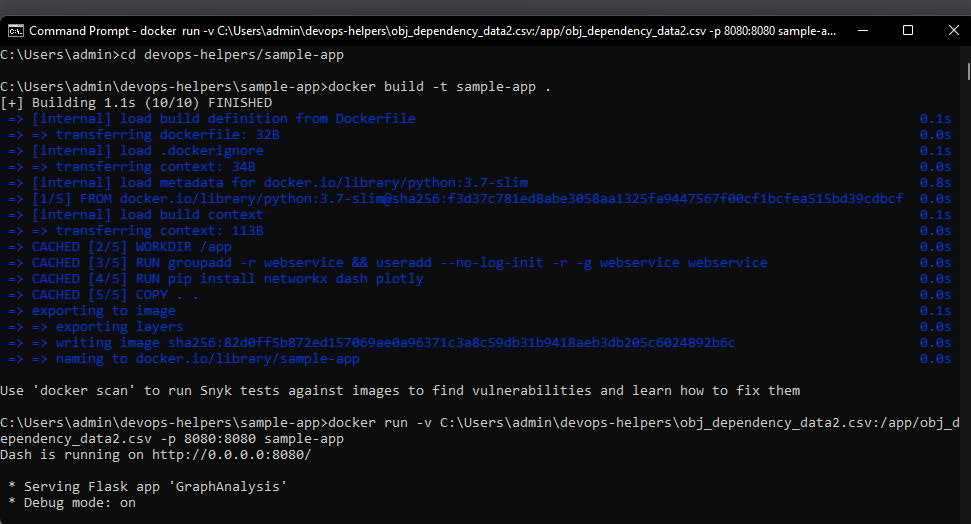 Command Prompt - docker  run -v C:\Users\admin\devops-helpers\obj_dependency_data2.csv:/app/obj_dependency_data2.csv -p 8080:8080 sample-a...
C:\Users\admin>cd devops-helpers/sample-app
C:\Users\admin\devops-helpers\sample-app>docker build -t sample-app .
[+] Building 1.1s (10/10) FINISHED
=> [internal] load build definition from Dockerfile 0.1s
=> => transferring dockerfile: 32B 0.0s
=> [internal] load .dockerignore 0.1s
=> => transferring context: 34B 0.0s
=> [internal] load metadata for docker.io/library/python:3.7-slim 0.8s
=> [1/5] FROM docker.io/library/python:3.7-slim@sha256:f3d37c781ed8abe3058aa1325fa9447567f00cf1bcfea515bd39cdbcf 0.0s
=> [internal] load build context 0.1s
=> => transferring context: 113B 0.0s
=> CACHED [2/5] WORKDIR /app 0.0s
=> CACHED [3/5] RUN groupadd -r webservice && useradd --no-log-init -r -g webservice webservice 0.0s
=> CACHED [4/5] RUN pip install networkx dash plotly 0.0s
=> CACHED [5/5] COPY . . 0.0s
=> exporting to image 0.1s
=> => exporting layers 0.0s
=> => writing image sha256:82d0ff5b872ed157069ae0a96371c3a8c59db31b9418aeb3db205c6024892b6c 0.0s
=> => naming to docker.io/library/sample-app 0.0s
Use 'docker scan' to run Snyk tests against images to find vulnerabilities and learn how to fix them
C:\Users\admin\devops-helpers\sample-app>docker run -v C:\Users\admin\devops-helpers\obj_dependency_data2.csv:/app/obj_d
ependency_data2.csv -p 8080:8080 sample-app
Dash is running on http://0.0.0.0:8080/
* Serving Flask app 'GraphAnalysis'
* Debug mode: on